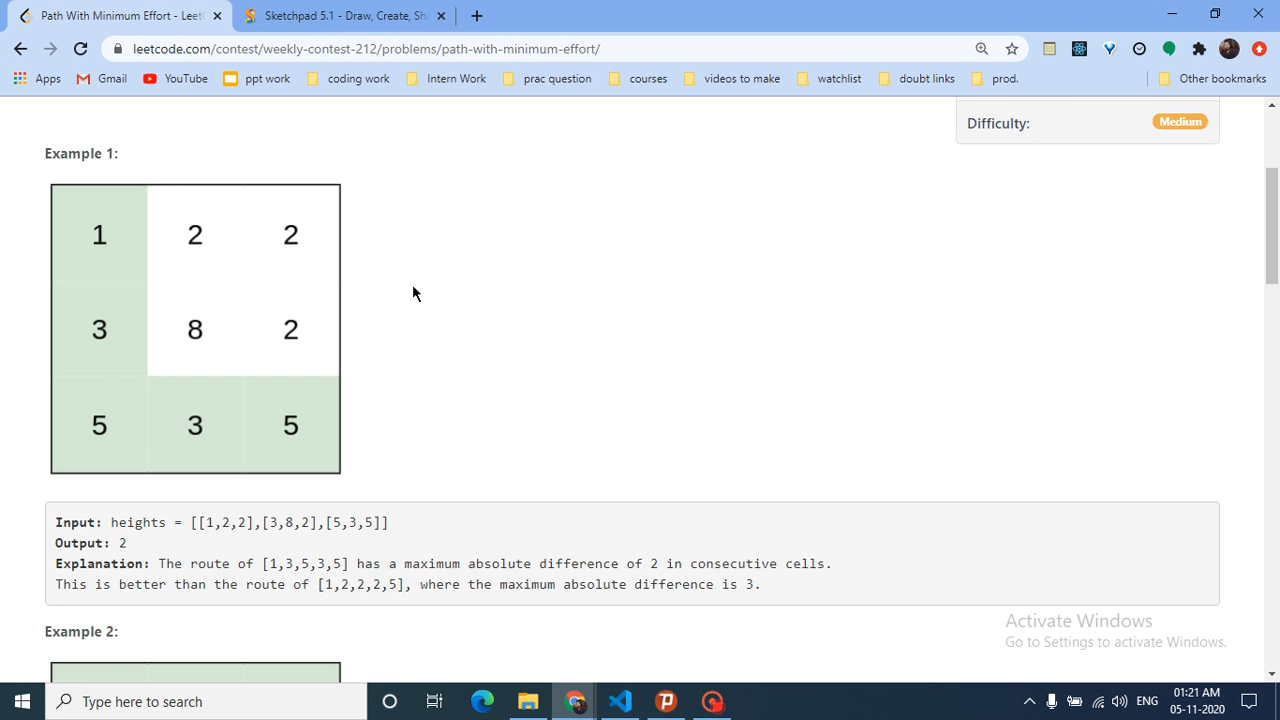 Path With Minimum Effort - Leet
Sketchpad 5.1 - Draw, Create, Sha
leetcode.com/contest/weekly-contest-212/problems/path-with-minimum-effort/
Apps Gmail YouTube ppt work coding work Intern Work prac question courses videos to make watchlist doubt links prod. Other bookmarks
Difficulty: Medium
Example 1:
1 2 2
3 8 2
5 3 5
Input: heights = [[1,2,2],[3,8,2],[5,3,5]]
Output: 2
Explanation: The route of [1,3,5,3,5] has a maximum absolute difference of 2 in consecutive cells.
This is better than the route of [1,2,2,2,5], where the maximum absolute difference is 3.
Activate Windows
Go to Settings to activate Windows.
Example 2:
Type here to search
ENG
01:21 AM
05-11-2020